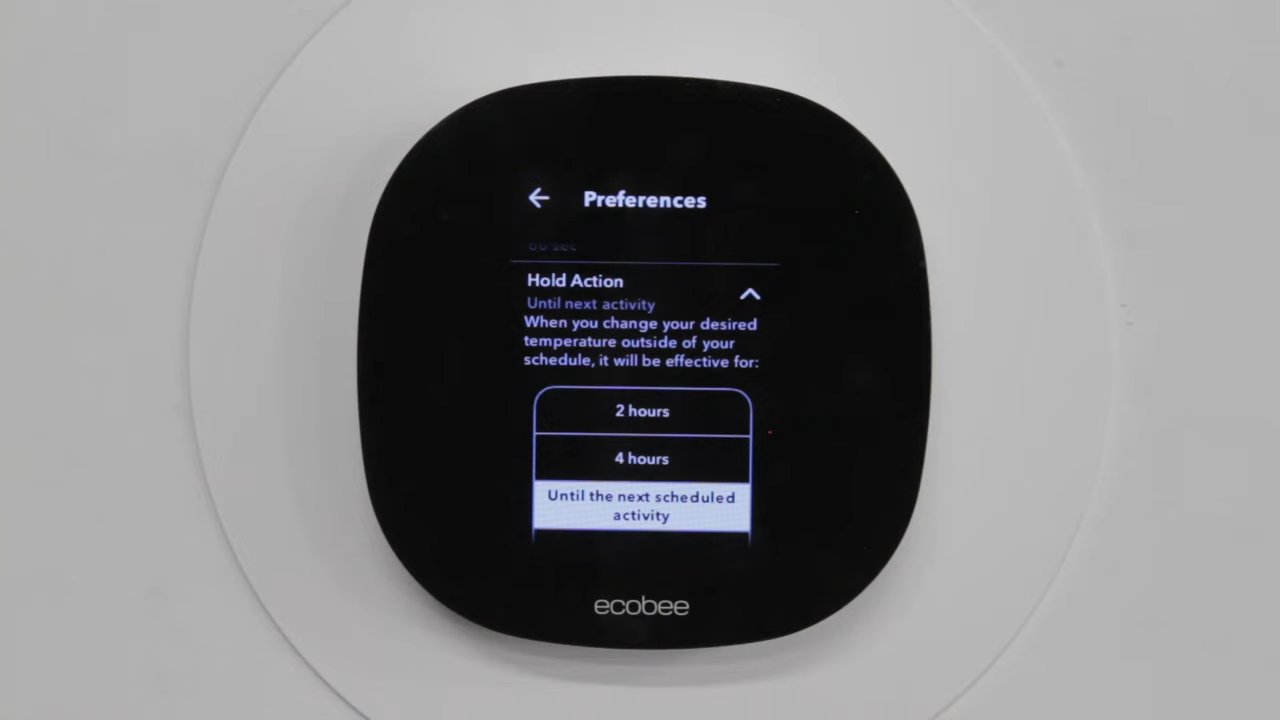 Preferences
Hold Action
Until next activity
When you change your desired
temperature outside of your
schedule, it will be effective for:
2 hours
4 hours
Until the next scheduled
activity
ecobee